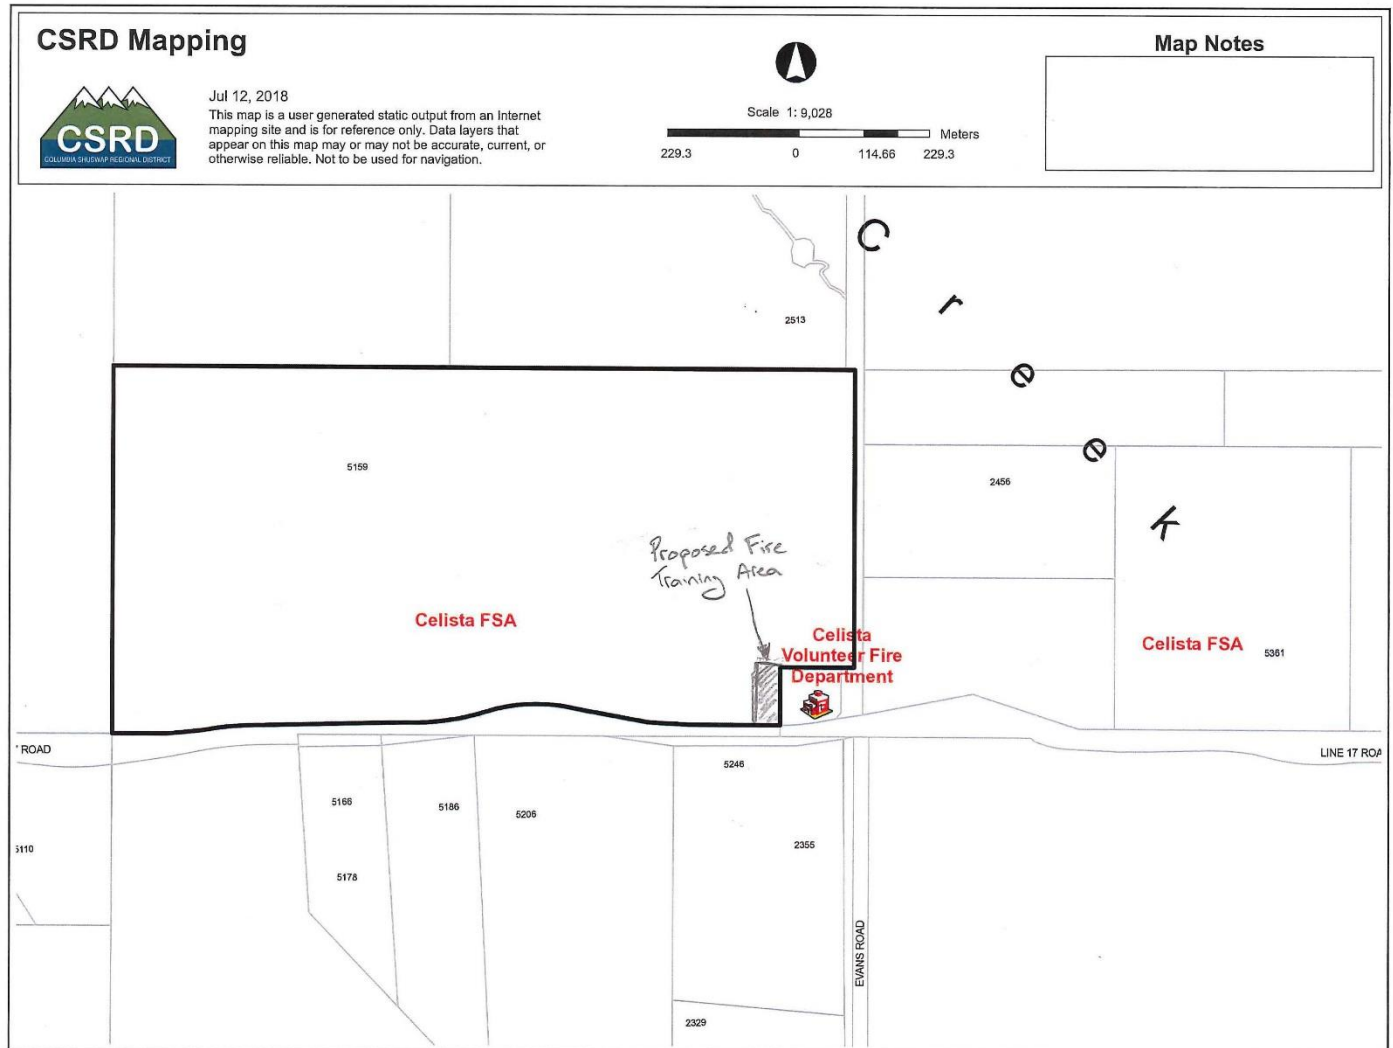 CSRD Mapping
CSRD
COLUMBIA SHUSWAP REGIONAL DISTRICT
Jul 12, 2018
This map is a user generated static output from an Internet
mapping site and is for reference only. Data layers that
appear on this map may or may not be accurate, current, or
otherwise reliable. Not to be used for navigation.
Scale 1: 9,028
Meters
229.3 0 114.66 229.3
Map Notes
C
r
e
e
k
2513
5159
2456
Proposed Fire
Training Area
Celista FSA
Celista
Volunteer Fire
Department
Celista FSA
5361
ROAD
LINE 17 ROA
5246
5166
5186
5206
5110
2355
5178
EVANS ROAD
2329